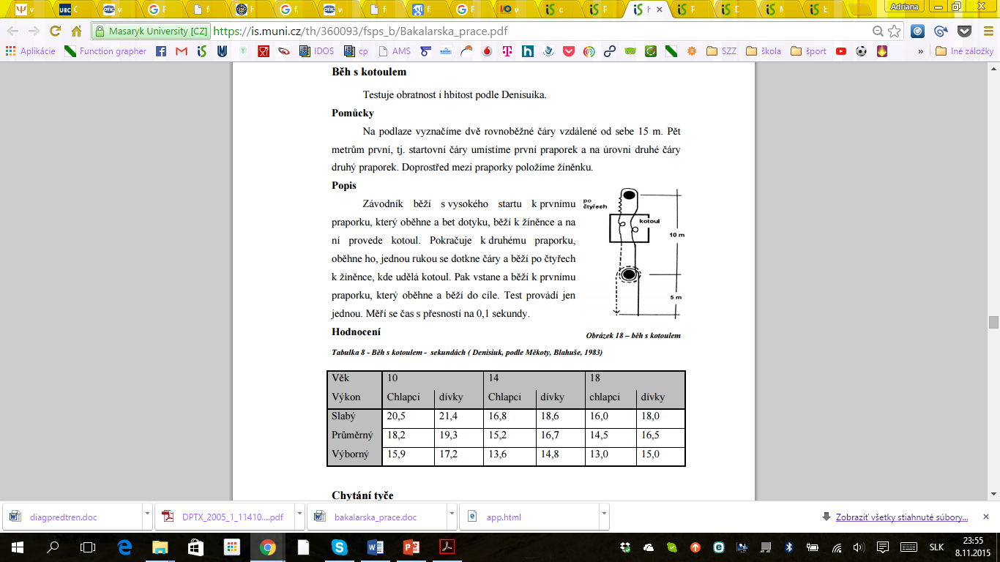 Adriana
Masaryk University [CZ]
https://is.muni.cz/th/360093/fsps_b/Bakalarska_prace.pdf
Aplikácie
Function grapher
IDOS
cp
AMS
SZZ
škola
šport
»
Iné záložky
Běh s kotoulem
Testuje obratnost i hbitost podle Denisuika.
Pomůcky
Na podlaze vyznačíme dvě rovnoběžné čáry vzdálené od sebe 15 m. Pět
metrům první, tj. startovní čáry umístíme první praporek a na úrovni druhé čáry
druhý praporek. Doprostřed mezi praporky položíme žíněnku.
Popis
Závodník běží s vysokého startu k prvnímu
praporku, který oběhne a bet dotyku, běží k žíněnce a na
ní provede kotoul. Pokračuje k druhému praporku,
oběhne ho, jednou rukou se dotkne čáry a běží po čtyřech
k žíněnce, kde udělá kotoul. Pak vstane a běží k prvnímu
praporku, který oběhne a běží do cíle. Test provádí jen
jednou. Měří se čas s přesností na 0,1 sekundy.
po
čtyřech
kotoul
10 m
5 m
Hodnocení
Obrázek 18 – běh s kotoulem
Tabulka 8 - Běh s kotoulem - sekundách ( Denisiuk, podle Měkoty, Blahuše, 1983)
Věk 10 14 18
Výkon Chlapci dívky Chlapci dívky chlapci dívky
Slabý 20,5 21,4 16,8 18,6 16,0 18,0
Průměrný 18,2 19,3 15,2 16,7 14,5 16,5
Výborný 15,9 17,2 13,6 14,8 13,0 15,0
Chytání tyče
diagpredtren.doc
DPTX_2005_1_11410....pdf
bakalarska_prace.doc
app.html
Zobraziť všetky stiahnuté súbory...
SLK
23:55
8.11.2015